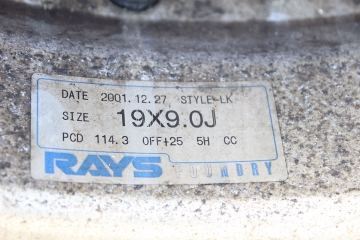 DATE 2001.12.27 STYLE-LK
SIZE 19X9.0J
PCD 114.3 OFF+25 5H CC
RAYS FOUNDRY